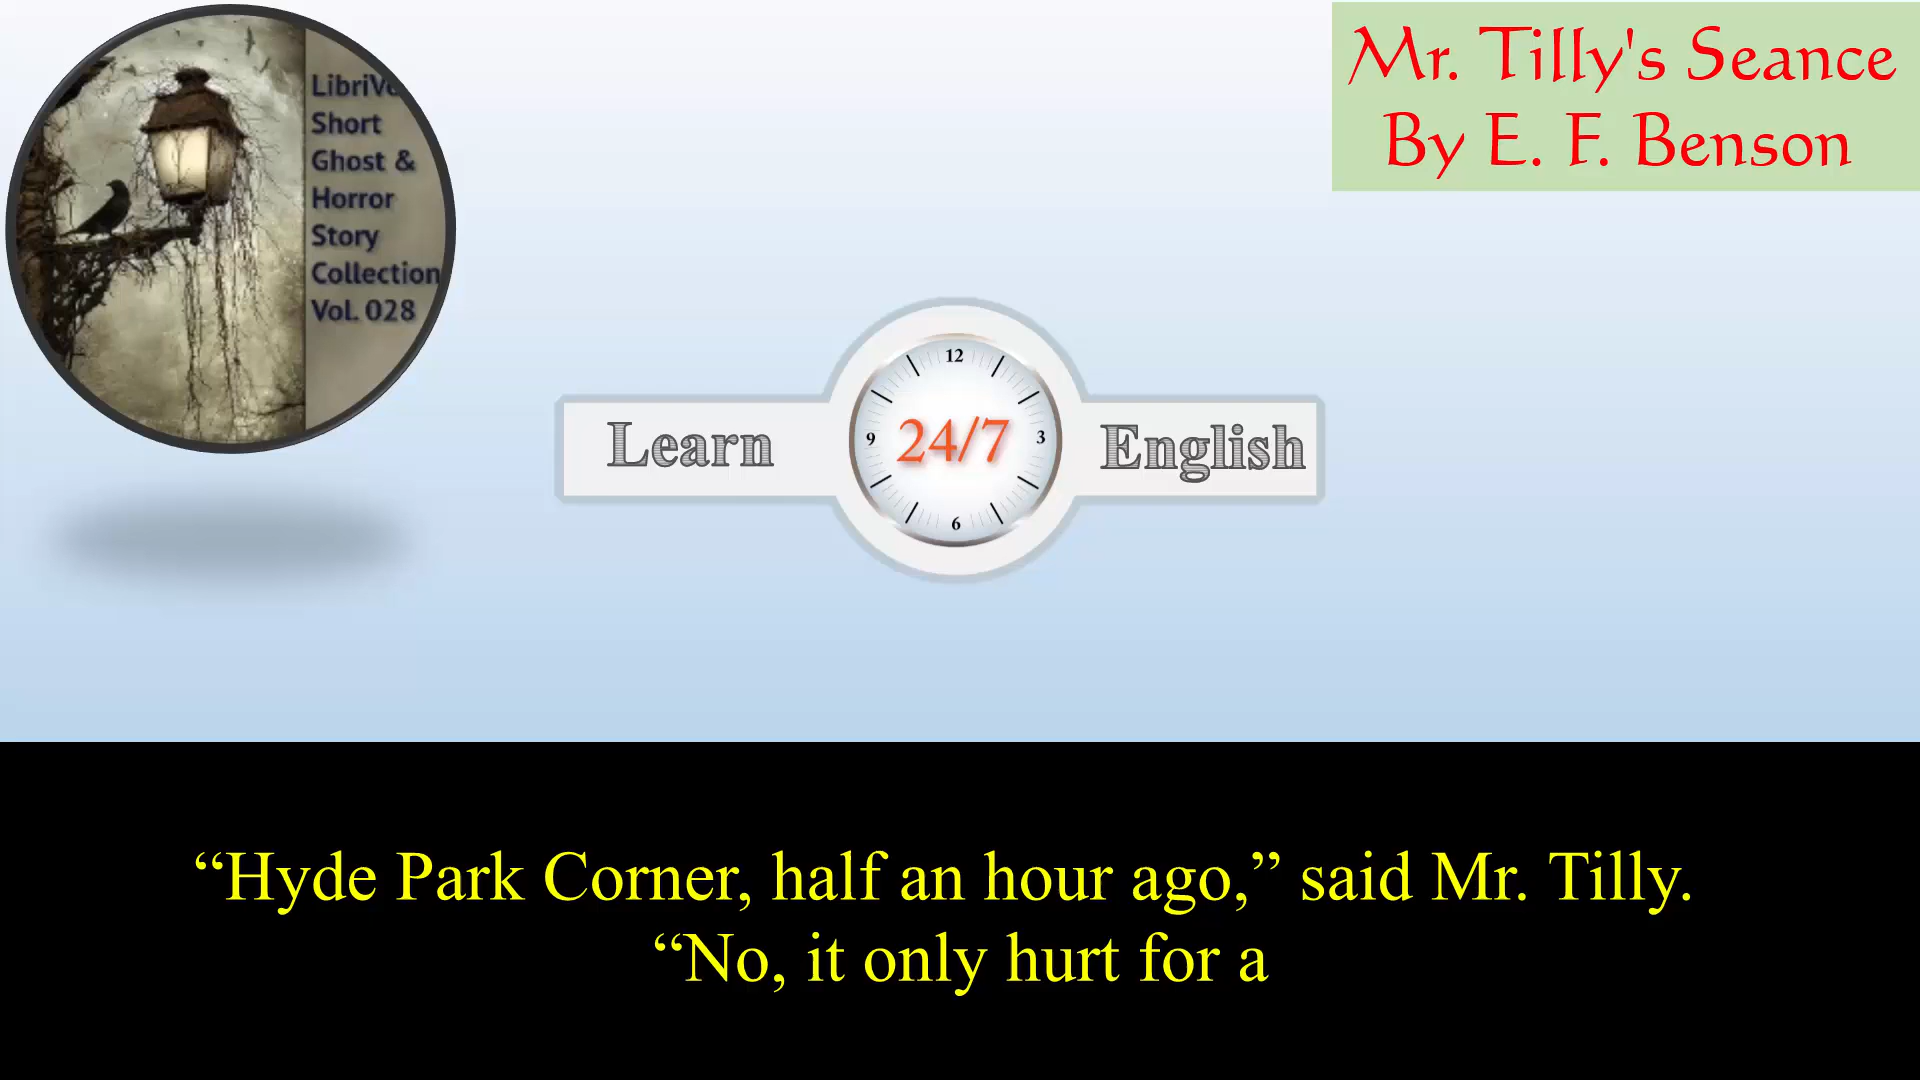 LibriVo
Short
Ghost &
Horror
Story
Collection
Vol. 028
Mr. Tilly's Seance
By E. F. Benson
Learn
12
9
24/7
3
6
English
“Hyde Park Corner, half an hour ago,” said Mr. Tilly.
“No, it only hurt for a